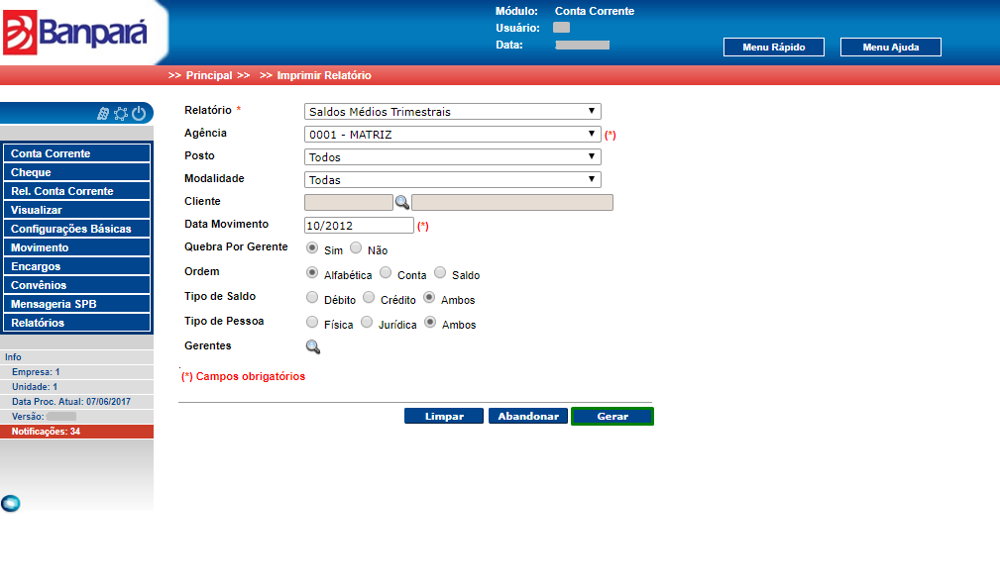 Banpará
Módulo: Conta Corrente
Usuário:
Data:
Menu Rápido
Menu Ajuda
>> Principal >> >> Imprimir Relatório
Conta Corrente
Cheque
Rel. Conta Corrente
Visualizar
Configurações Básicas
Movimento
Encargos
Convênios
Mensageria SPB
Relatórios
Info
Empresa: 1
Unidade: 1
Data Proc. Atual: 07/06/2017
Versão:
Notificações: 34
Relatório * Saldos Médios Trimestrais
Agência 0001 - MATRIZ (*)
Posto Todos
Modalidade Todas
Cliente
Data Movimento 10/2012 (*)
Quebra Por Gerente Sim Não
Ordem Alfabética Conta Saldo
Tipo de Saldo Débito Crédito Ambos
Tipo de Pessoa Física Jurídica Ambos
Gerentes
(*) Campos obrigatórios
Limpar Abandonar Gerar